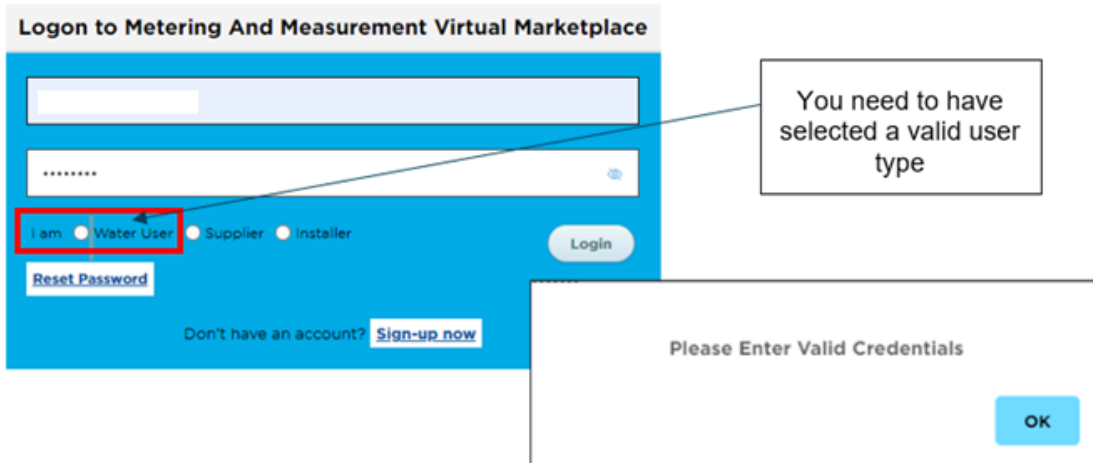 Logon to Metering And Measurement Virtual Marketplace
You need to have
selected a valid user
type
••••••••
I am Water User Supplier Installer
Login
Reset Password
Don't have an account? Sign-up now
Please Enter Valid Credentials
OK